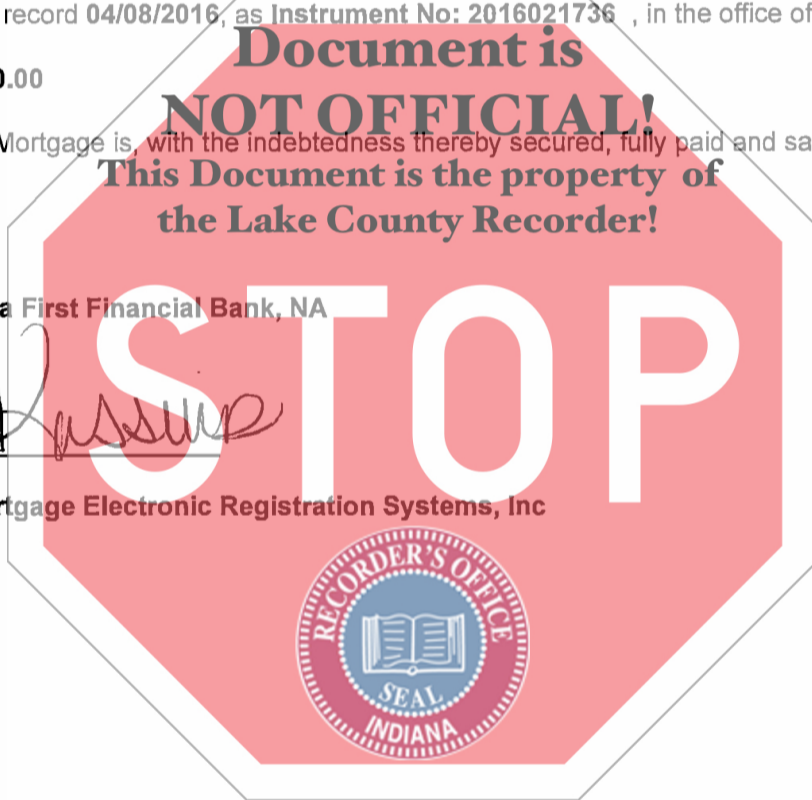 record 04/08/2016, as Instrument No: 2016021736 , in the office of
Document is
0.00
NOT OFFICIAL!
Mortgage is, with the indebtedness thereby secured, fully paid and sa
This Document is the property of
the Lake County Recorder!
a First Financial Bank, NA
STOP
rtgage Electronic Registration Systems, Inc
RECORDER'S OFFICE
SEAL
INDIANA